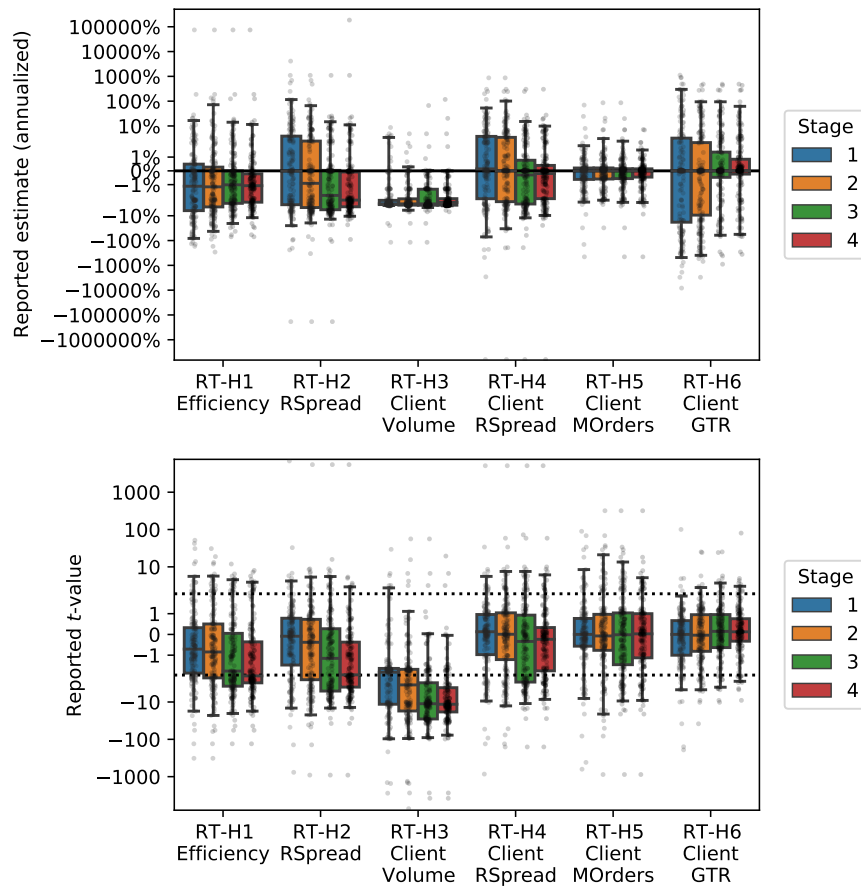 Reported estimate (annualized)
100000%
10000%
1000%
100%
10%
1%
0%
−1%
−10%
−100%
−1000%
−10000%
−100000%
−1000000%
RT-H1
Efficiency
RT-H2
RSpread
RT-H3
Client
Volume
RT-H4
Client
RSpread
RT-H5
Client
MOrders
RT-H6
Client
GTR
Stage
1
2
3
4
Reported t-value
1000
100
10
1
0
−1
−10
−100
−1000
RT-H1
Efficiency
RT-H2
RSpread
RT-H3
Client
Volume
RT-H4
Client
RSpread
RT-H5
Client
MOrders
RT-H6
Client
GTR
Stage
1
2
3
4